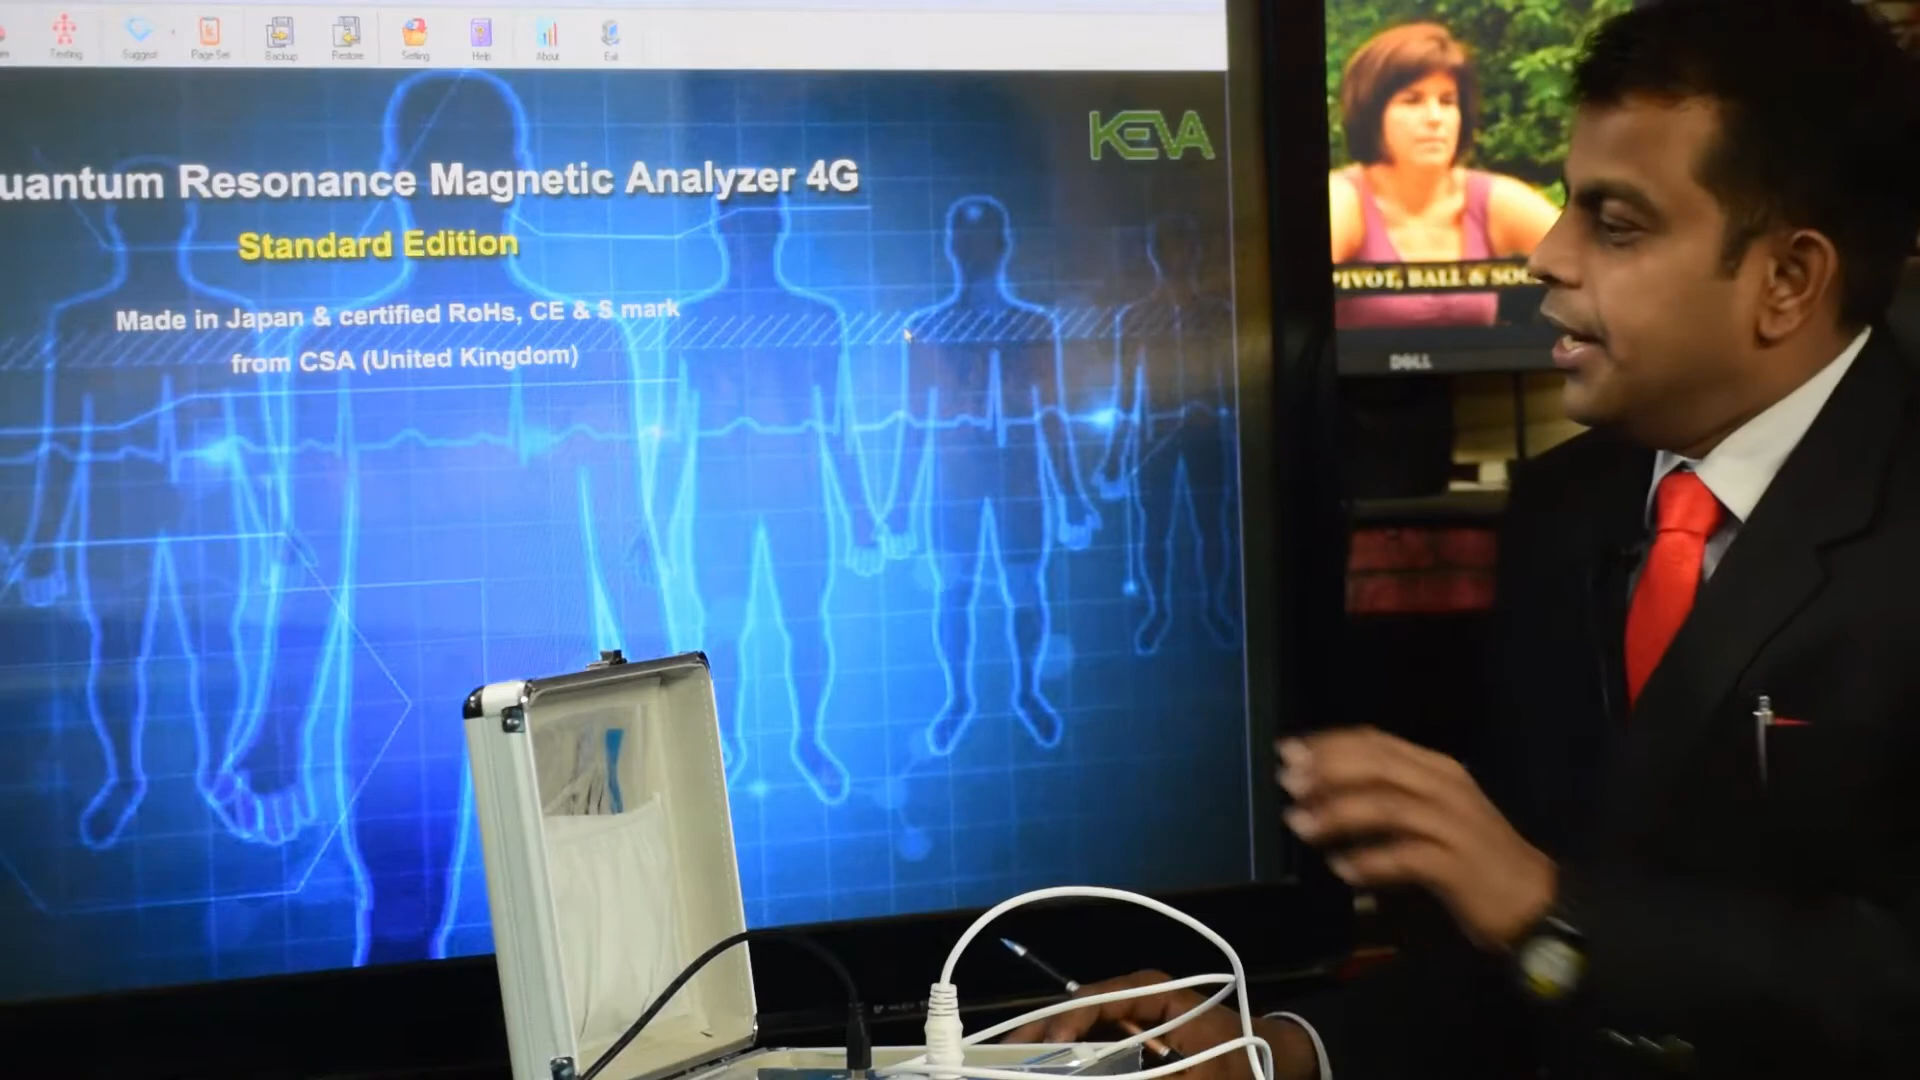 Testing
Suggest
Page Set
Backup
Restore
Setting
Help
About
Exit
KEVA
uantum Resonance Magnetic Analyzer 4G
Standard Edition
Made in Japan & certified RoHs, CE & S mark
from CSA (United Kingdom)
PIVOT, BALL & SOC
DELL